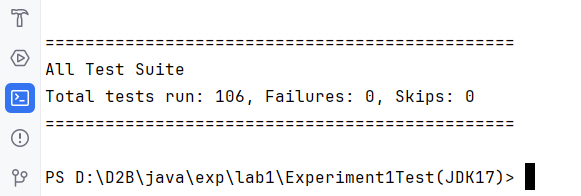 ===============================================
All Test Suite
Total tests run: 106, Failures: 0, Skips: 0
===============================================
PS D:\D2B\java\exp\lab1\Experiment1Test(JDK17)>